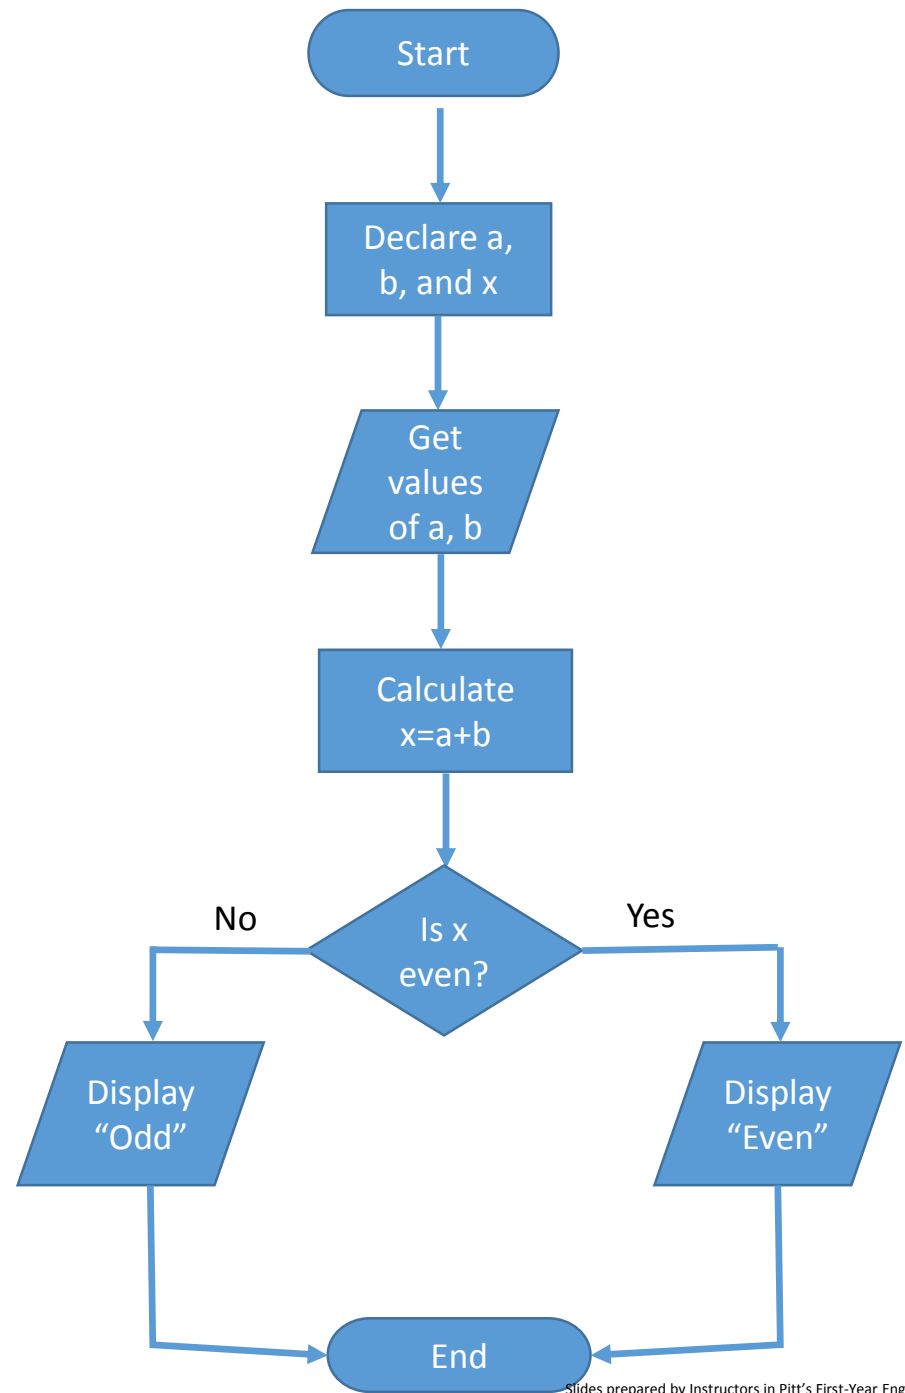 Start
Declare a,
b, and x
Get
values
of a, b
Calculate
x=a+b
No
Is x
even?
Yes
Display
“Odd”
Display
“Even”
End
Slides prepared by Instructors in Pitt’s First-Year Eng